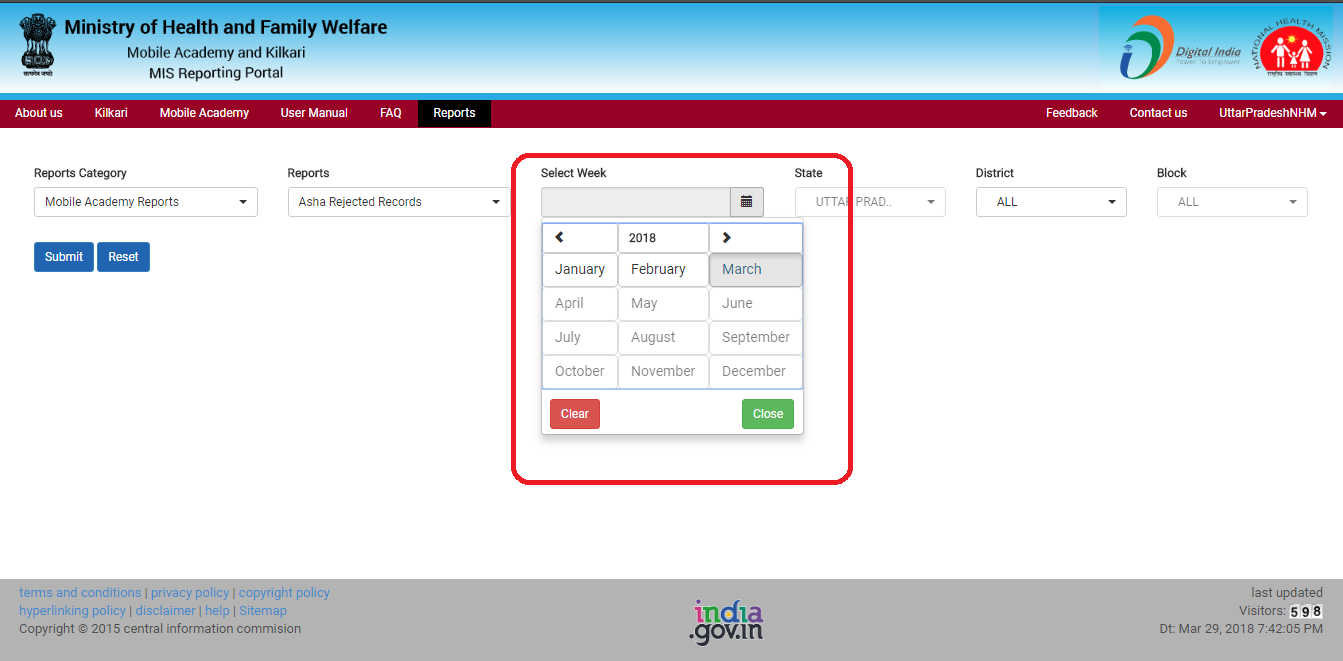 Ministry of Health and Family Welfare
Mobile Academy and Kilkari
MIS Reporting Portal
सत्यमेव जयते
Digital India
Power To Empower
NATIONAL HEALTH MISSION
राष्ट्रीय स्वास्थ्य मिशन
About us Kilkari Mobile Academy User Manual FAQ Reports Feedback Contact us UttarPradeshNHM
Reports Category Reports Select Week State District Block
Mobile Academy Reports Asha Rejected Records UTTAR PRAD.. ALL ALL
Submit Reset
2018
January February March
April May June
July August September
October November December
Clear Close
terms and conditions | privacy policy | copyright policy
hyperlinking policy | disclaimer | help | Sitemap
Copyright © 2015 central information commision
india
.gov.in
last updated
Visitors: 598
Dt: Mar 29, 2018 7:42:05 PM